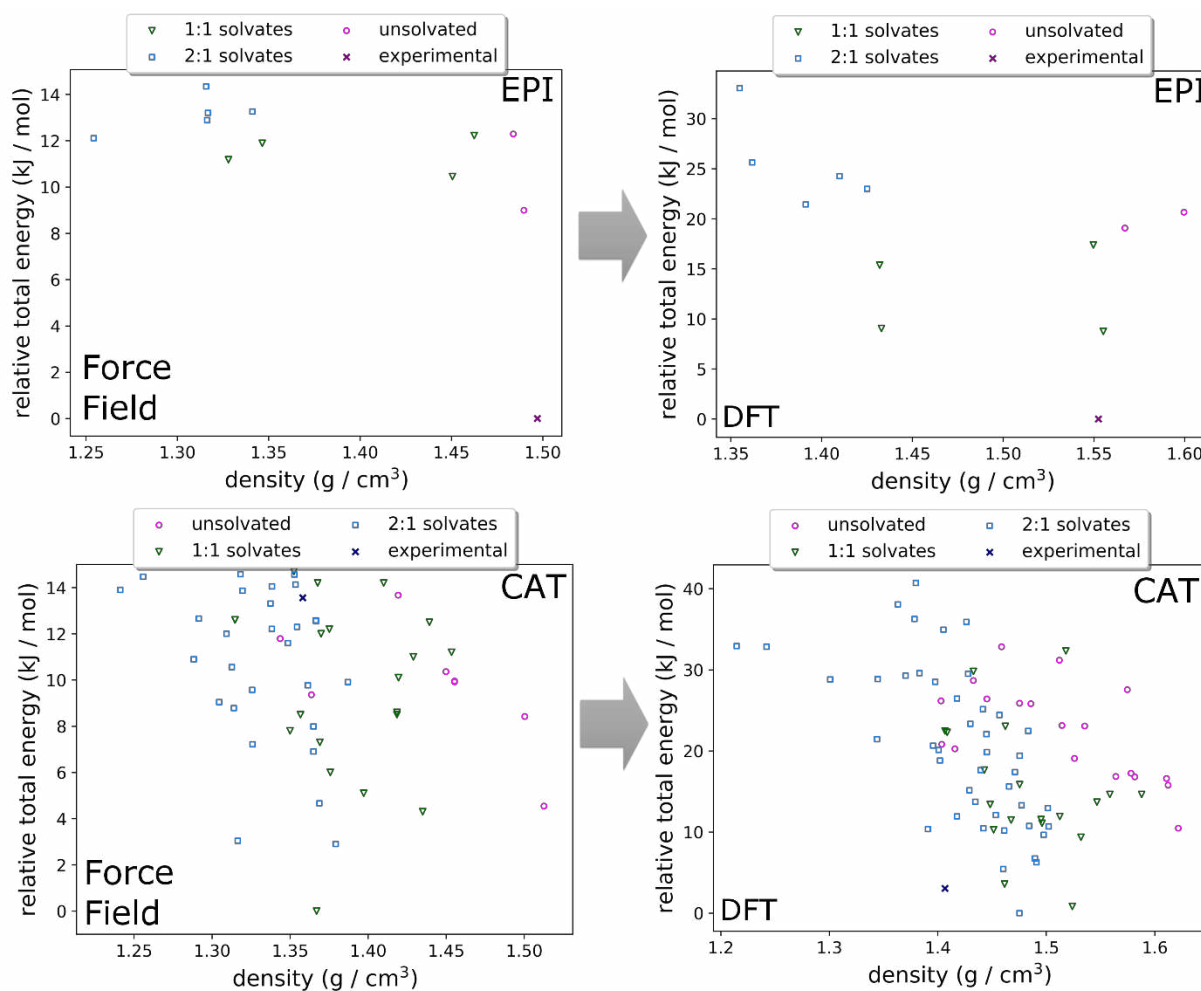 1:1 solvates
unsolvated
2:1 solvates
experimental
EPI
14
12
10
8
6
4
2
0
relative total energy (kJ / mol)
Force
Field
1.25
1.30
1.35
1.40
1.45
1.50
density (g / cm3)
1:1 solvates
unsolvated
2:1 solvates
experimental
EPI
30
25
20
15
10
5
0
relative total energy (kJ / mol)
DFT
1.35
1.40
1.45
1.50
1.55
1.60
density (g / cm3)
unsolvated
2:1 solvates
1:1 solvates
experimental
CAT
14
12
10
8
6
4
2
0
relative total energy (kJ / mol)
Force
Field
1.25
1.30
1.35
1.40
1.45
1.50
density (g / cm3)
unsolvated
2:1 solvates
1:1 solvates
experimental
CAT
40
30
20
10
0
relative total energy (kJ / mol)
DFT
1.2
1.3
1.4
1.5
1.6
density (g / cm3)